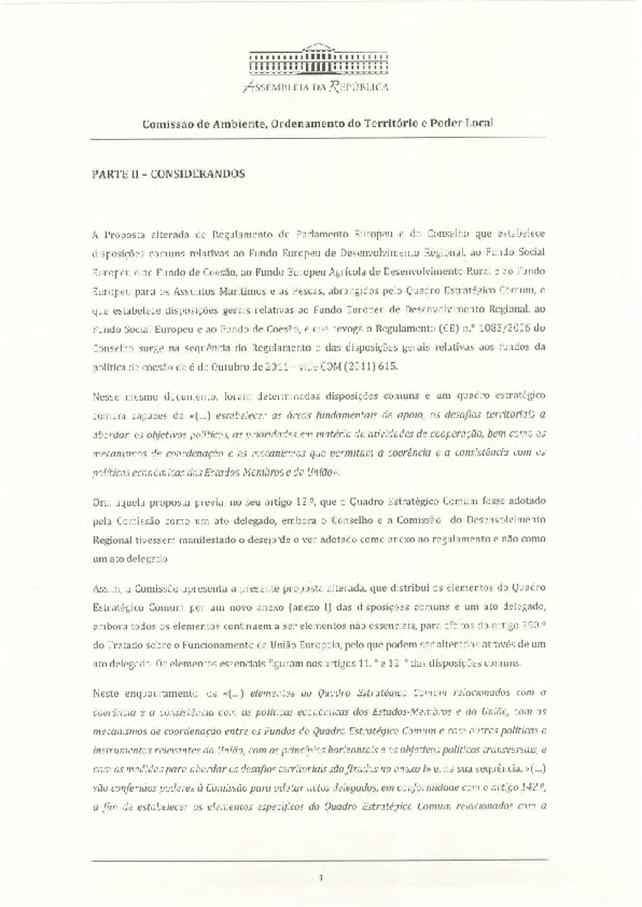 ASSEMBLEIA DA REPÚBLICA
Comissão de Ambiente, Ordenamento do Território e Poder Local
PARTE II – CONSIDERANDOS
A Proposta alterada de Regulamento do Parlamento Europeu e do Conselho que estabelece
disposições comuns relativas ao Fundo Europeu de Desenvolvimento Regional, ao Fundo Social
Europeu e ao Fundo de Coesão, ao Fundo Europeu Agrícola de Desenvolvimento Rural e ao Fundo
Europeu para os Assuntos Marítimos e as Pescas, abrangidos pelo Quadro Estratégico Comum, e
que estabelece disposições gerais relativas ao Fundo Europeu de Desenvolvimento Regional, ao
Fundo Social Europeu e ao Fundo de Coesão, e que revoga o Regulamento (CE) n.º 1083/2006 do
Conselho surge na sequência do Regulamento e das disposições gerais relativas aos fundos da
política de coesão de 6 de Outubro de 2011 – vide COM (2011) 615.
Nesse mesmo documento, foram determinadas disposições comuns e um quadro estratégico
comum capazes de «(...) estabelecer as áreas fundamentais de apoio, os desafios territoriais a
abordar, os objetivos políticos, as prioridades em matéria de atividades de cooperação, bem como os
mecanismos de coordenação e os mecanismos que permitam a coerência e a consistência com as
políticas económicas dos Estados Membros e da União».
Ora, aquela proposta previa, no seu artigo 12.º, que o Quadro Estratégico Comum fosse adotado
pela Comissão como um ato delegado, embora o Conselho e a Comissão do Desenvolvimento
Regional tivessem manifestado o desejo de o ver adotado como anexo ao regulamento e não como
um ato delegado
Assim, a Comissão apresenta a presente proposta alterada, que distribui os elementos do Quadro
Estratégico Comum por um novo anexo (anexo I) das disposições comuns e um ato delegado,
embora todos os elementos continuem a ser elementos não essenciais, para efeitos do artigo 290.º
do Tratado sobre o Funcionamento da União Europeia, pelo que podem ser alterados através de um
ato delegado. Os elementos essenciais figuram nos artigos 11.º e 12.º das disposições comuns.
Neste enquadramento, os «(...) elementos do Quadro Estratégico Comum relacionados com a
coerência e a consistência com as políticas económicas dos Estados-Membros e da União, com os
mecanismos de coordenação entre os Fundos do Quadro Estratégico Comum e com outras políticas e
instrumentos relevantes da União, com os princípios horizontais e os objetivos políticos transversais, e
com as medidas para abordar os desafios territoriais são fixados no anexo I» e, na sua sequência, «(...)
são conferidos poderes à Comissão para adotar actos delegados, em conformidade com o artigo 142.º,
a fim de estabelecer os elementos específicos do Quadro Estratégico Comum relacionados com a
4